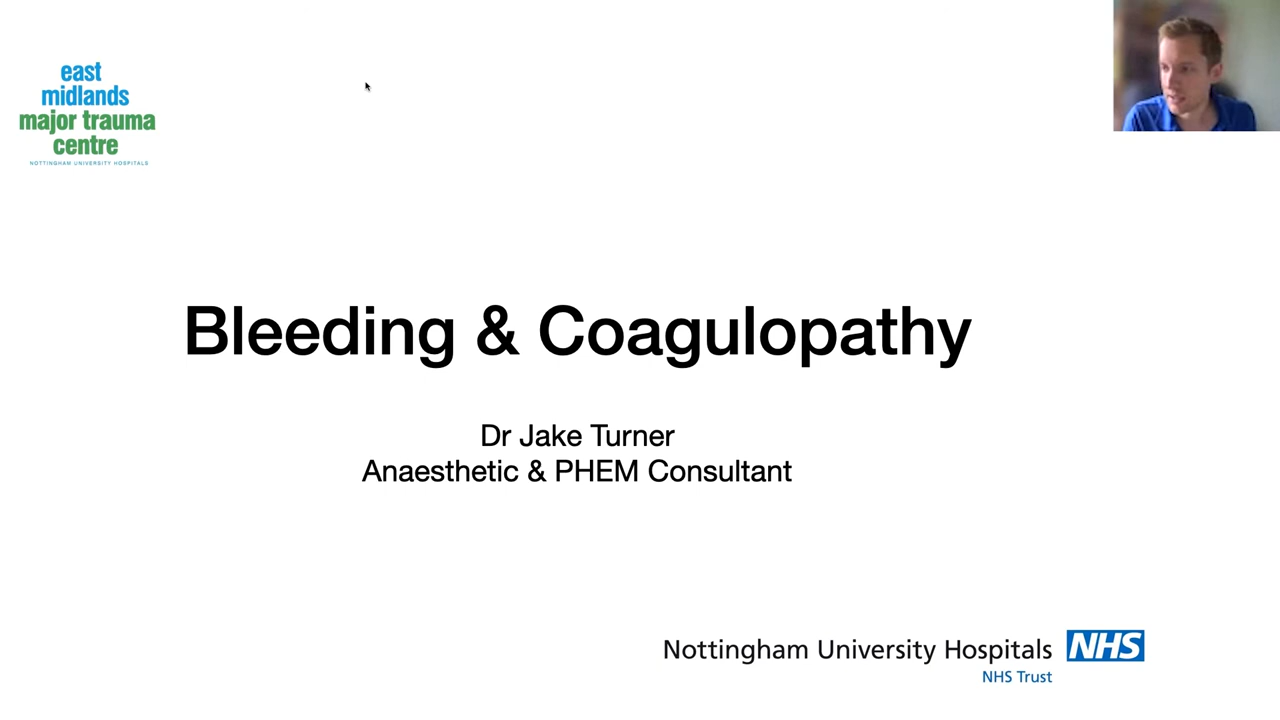 east
midlands
major trauma
centre
NOTTINGHAM UNIVERSITY HOSPITALS
Bleeding & Coagulopathy
Dr Jake Turner
Anaesthetic & PHEM Consultant
Nottingham University Hospitals NHS
NHS Trust